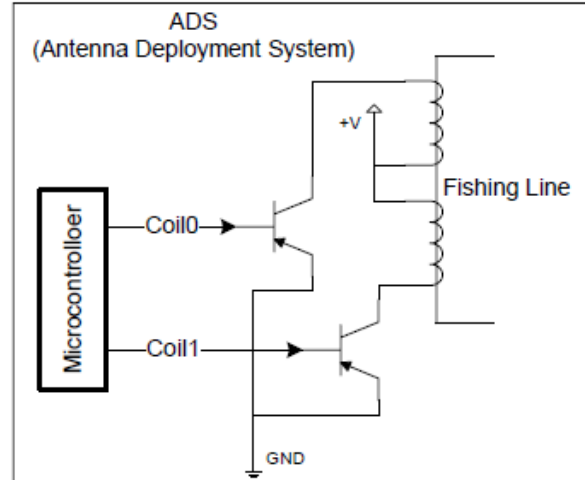 ADS
(Antenna Deployment System)
+V
Fishing Line
Microcontrolloer
Coil0
Coil1
GND